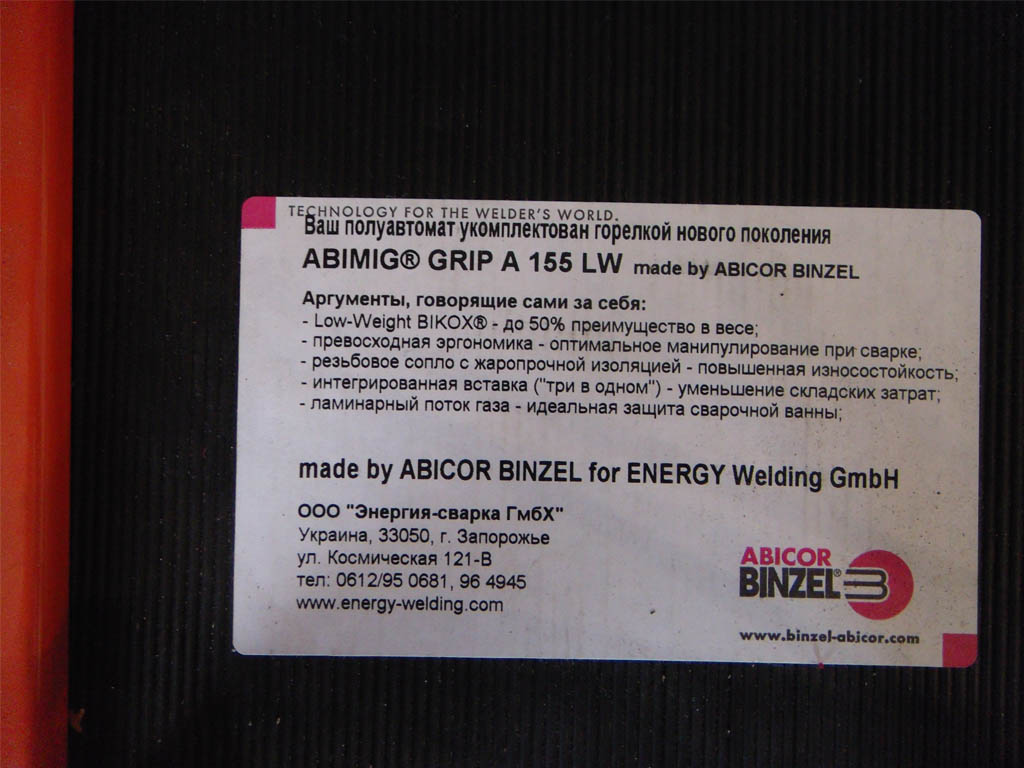 TECHNOLOGY FOR THE WELDER'S WORLD.
Ваш полуавтомат укомплектован горелкой нового поколения
ABIMIG® GRIP A 155 LW made by ABICOR BINZEL
Аргументы, говорящие сами за себя:
- Low-Weight BIKOX® - до 50% преимущество в весе;
- превосходная эргономика - оптимальное манипулирование при сварке;
- резьбовое сопло с жаропрочной изоляцией - повышенная износостойкость;
- интегрированная вставка ("три в одном") - уменьшение складских затрат;
- ламинарный поток газа - идеальная защита сварочной ванны;
made by ABICOR BINZEL for ENERGY Welding GmbH
ООО "Энергия-сварка ГмбХ"
Украина, 33050, г. Запорожье
ул. Космическая 121-В
тел: 0612/95 0681, 96 4945
www.energy-welding.com
ABICOR
BINZEL®
www.binzel-abicor.com